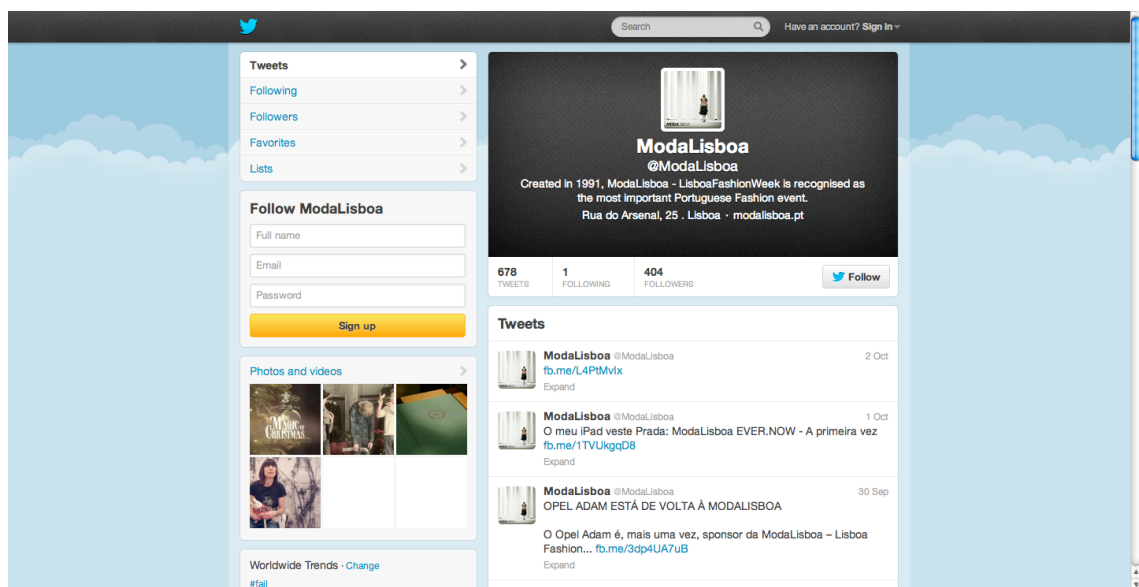 Search
Have an account? Sign in
Tweets
Following
Followers
Favorites
Lists
Follow ModaLisboa
Full name
Email
Password
Sign up
Photos and videos
MAGIC OF
CHRISTMAS
Worldwide Trends · Change
#fail
MODALISBOA
ModaLisboa
@ModaLisboa
Created in 1991, ModaLisboa - LisboaFashionWeek is recognised as
the most important Portuguese Fashion event.
Rua do Arsenal, 25 . Lisboa · modalisboa.pt
678 TWEETS
1 FOLLOWING
404 FOLLOWERS
Follow
Tweets
ModaLisboa @ModaLisboa 2 Oct
fb.me/L4PtMvIx
Expand
ModaLisboa @ModaLisboa 1 Oct
O meu iPad veste Prada: ModaLisboa EVER.NOW - A primeira vez
fb.me/1TVUkgqD8
Expand
ModaLisboa @ModaLisboa 30 Sep
OPEL ADAM ESTÁ DE VOLTA À MODALISBOA
O Opel Adam é, mais uma vez, sponsor da ModaLisboa – Lisboa
Fashion... fb.me/3dp4UA7uB
Expand